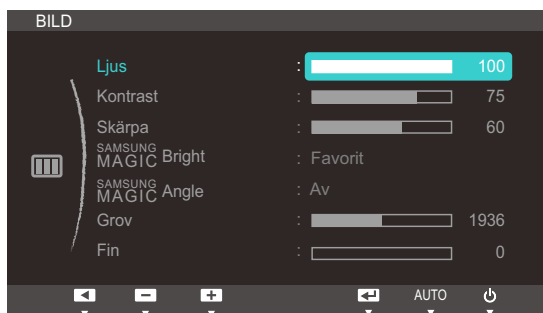 BILD
Ljus : 100
Kontrast : 75
Skärpa : 60
SAMSUNG
MAGIC Bright : Favorit
SAMSUNG
MAGIC Angle : Av
Grov : 1936
Fin : 0
AUTO